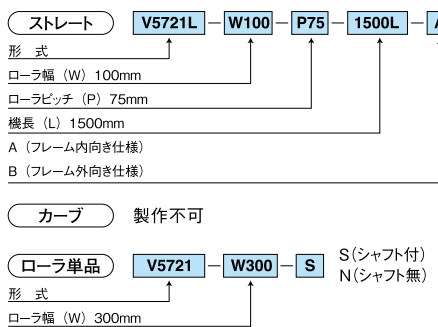 ストレート V5721L － W100 － P75 － 1500L －
形 式
ローラ幅（W）100mm
ローラピッチ（P）75mm
機長（L）1500mm
A（フレーム内向き仕様）
B（フレーム外向き仕様）
カーブ 製作不可
ローラ単品 V5721 － W300 － S S（シャフト付）
N（シャフト無）
形 式
ローラ幅（W）300mm